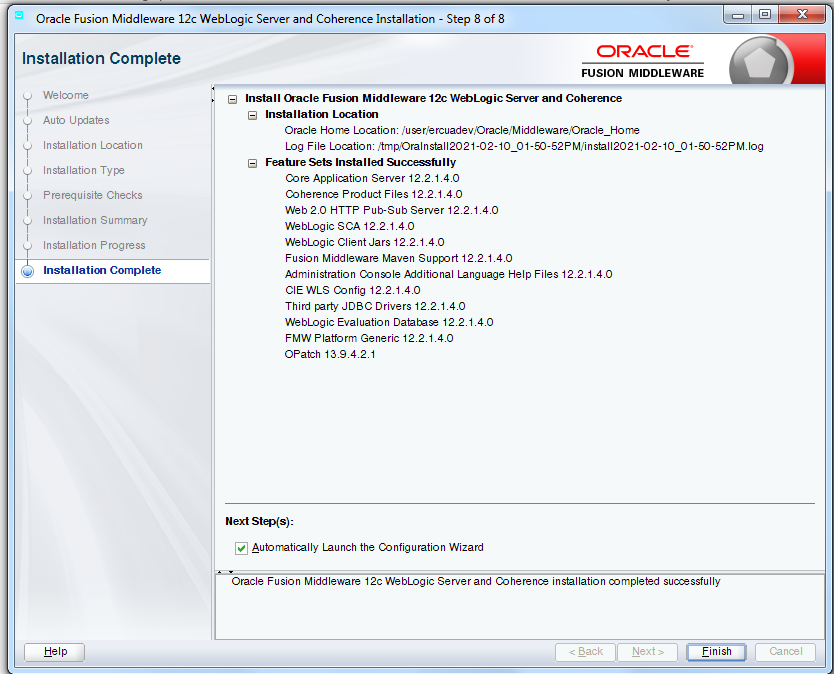 Oracle Fusion Middleware 12c WebLogic Server and Coherence Installation - Step 8 of 8
Installation Complete
ORACLE
FUSION MIDDLEWARE
Welcome
Auto Updates
Installation Location
Installation Type
Prerequisite Checks
Installation Summary
Installation Progress
Installation Complete
Install Oracle Fusion Middleware 12c WebLogic Server and Coherence
Installation Location
Oracle Home Location: /user/ercuadev/Oracle/Middleware/Oracle_Home
Log File Location: /tmp/OraInstall2021-02-10_01-50-52PM/install2021-02-10_01-50-52PM.log
Feature Sets Installed Successfully
Core Application Server 12.2.1.4.0
Coherence Product Files 12.2.1.4.0
Web 2.0 HTTP Pub-Sub Server 12.2.1.4.0
WebLogic SCA 12.2.1.4.0
WebLogic Client Jars 12.2.1.4.0
Fusion Middleware Maven Support 12.2.1.4.0
Administration Console Additional Language Help Files 12.2.1.4.0
CIE WLS Config 12.2.1.4.0
Third party JDBC Drivers 12.2.1.4.0
WebLogic Evaluation Database 12.2.1.4.0
FMW Platform Generic 12.2.1.4.0
OPatch 13.9.4.2.1
Next Step(s):
Automatically Launch the Configuration Wizard
Oracle Fusion Middleware 12c WebLogic Server and Coherence installation completed successfully
Help
< Back
Next >
Finish
Cancel